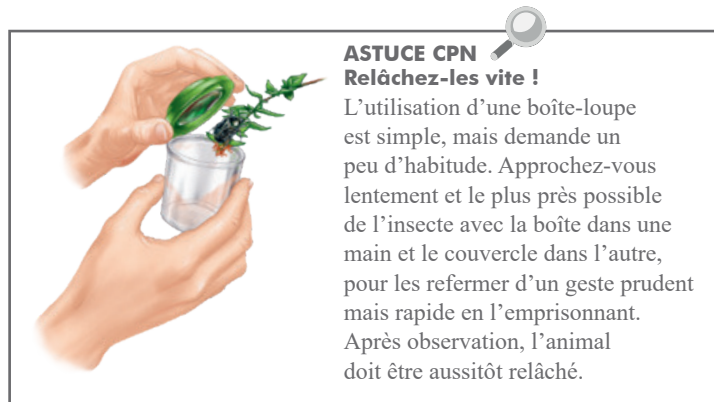 ASTUCE CPN
Relâchez-les vite !
L’utilisation d’une boîte-loupe
est simple, mais demande un
peu d’habitude. Approchez-vous
lentement et le plus près possible
de l’insecte avec la boîte dans une
main et le couvercle dans l’autre,
pour les refermer d’un geste prudent
mais rapide en l’emprisonnant.
Après observation, l’animal
doit être aussitôt relâché.